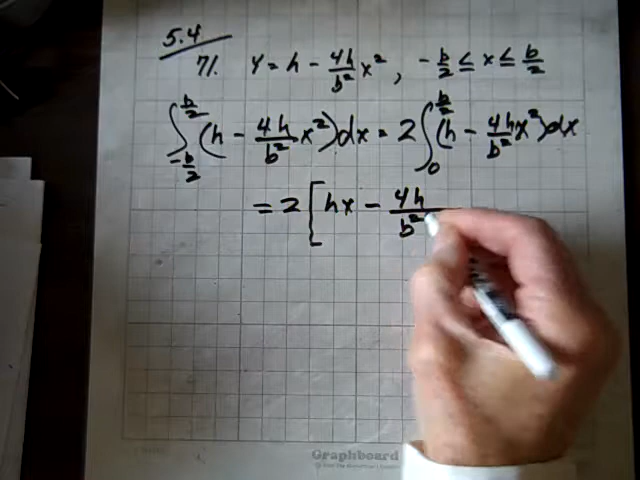 5.4
71. y = h - 4h/b² x² , -b/2 ≤ x ≤ b/2
∫_{-b/2}^{b/2} (h - 4h/b² x²)dx = 2 ∫_0^{b/2} (h - 4h/b² x²)dx
= 2 [ hx - 4h/b²
Graphboard